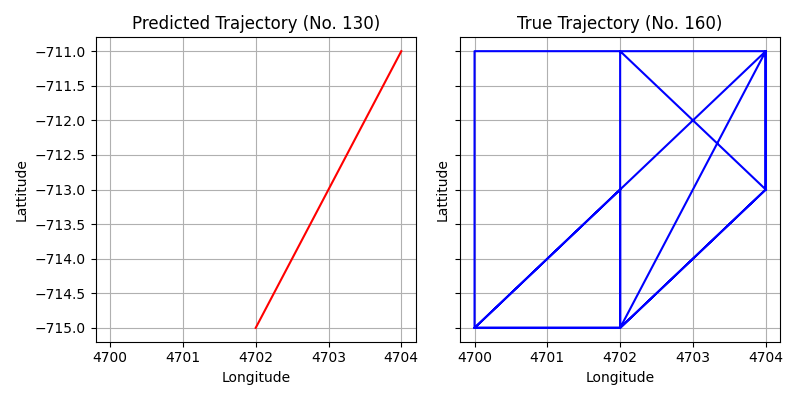 Predicted Trajectory (No. 130)
True Trajectory (No. 160)
−711.0
−711.5
−712.0
−712.5
−713.0
−713.5
−714.0
−714.5
−715.0
Lattitude
Lattitude
4700 4701 4702 4703 4704
4700 4701 4702 4703 4704
Longitude
Longitude